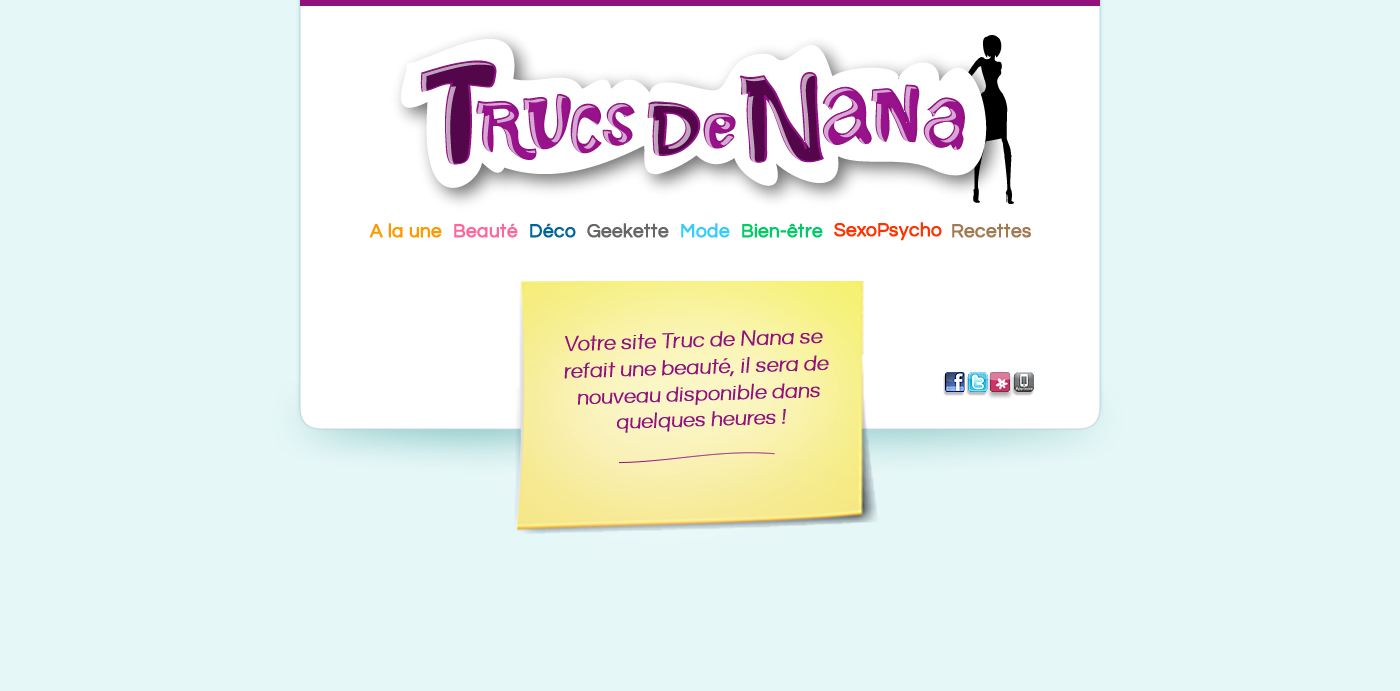 Trucs de Nana
A la une Beauté Déco Geekette Mode Bien-être SexoPsycho Recettes
Votre site Truc de Nana se
refait une beauté, il sera de
nouveau disponible dans
quelques heures !